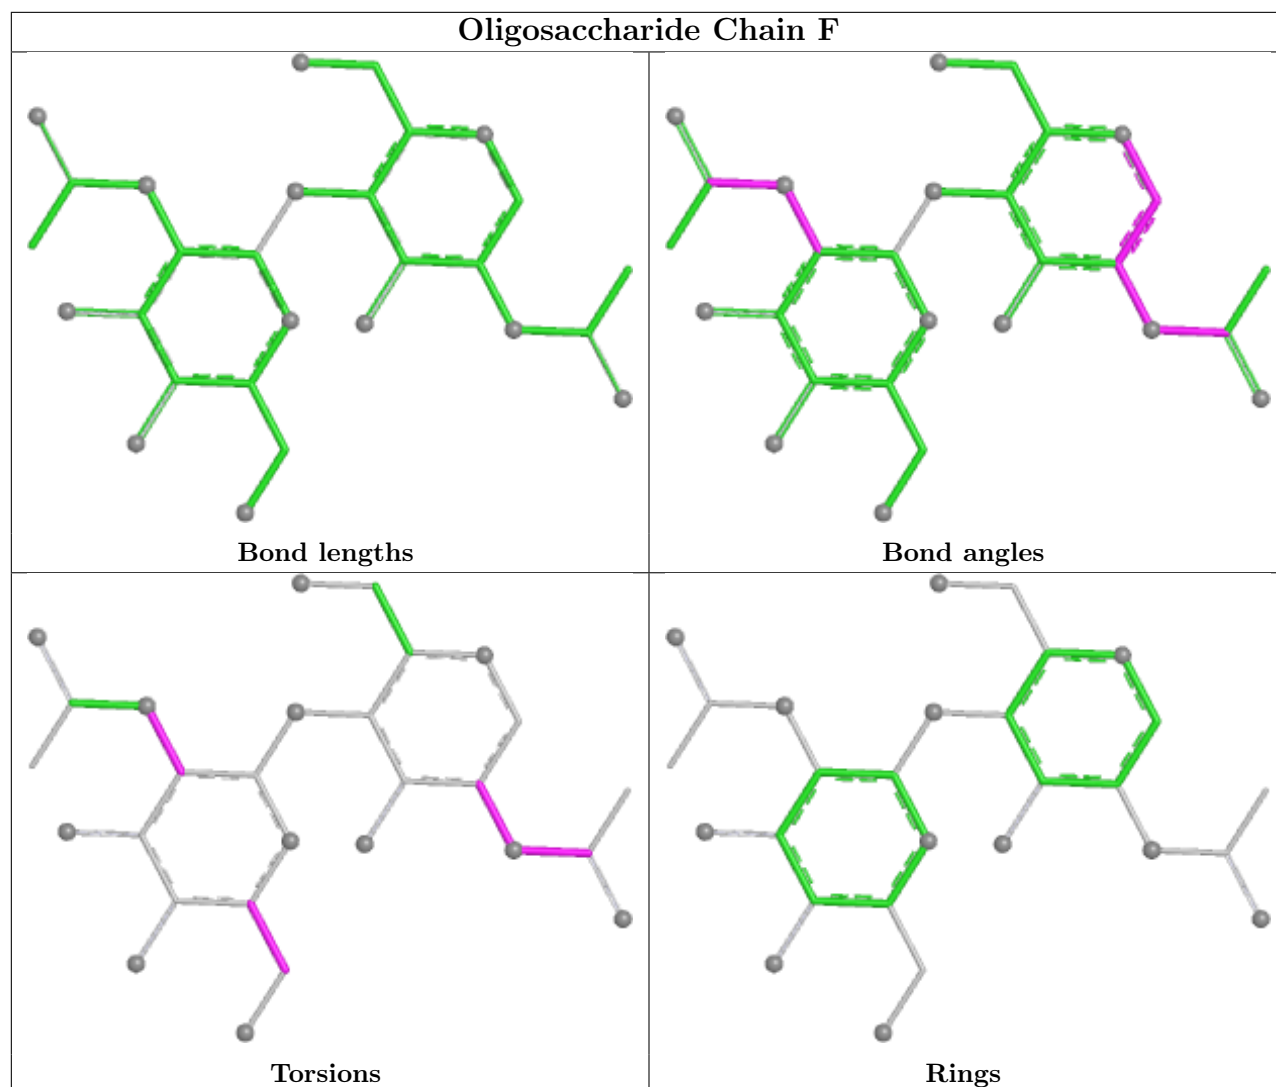 Oligosaccharide Chain F
Bond lengths
Bond angles
Torsions
Rings